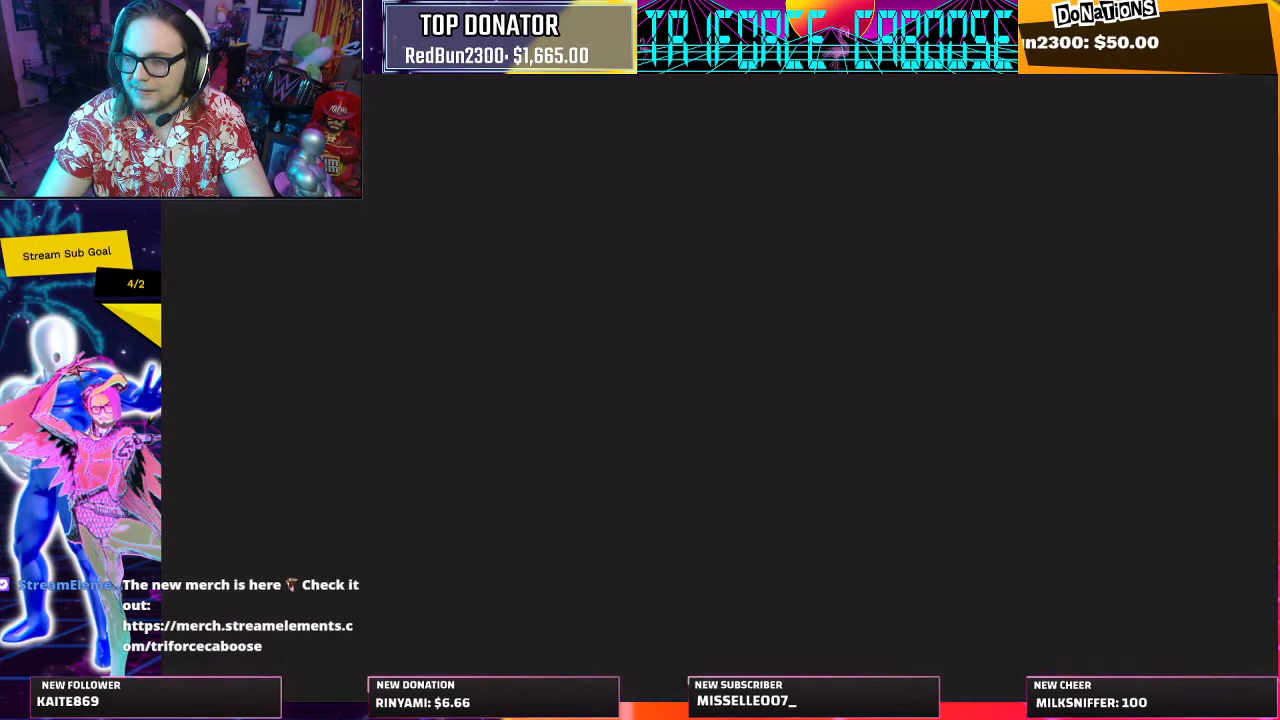 TOP DONATOR
RedBun2300• $1,665.00
TRIFORCE CABOOSE
DONATIONS
n2300: $50.00
Stream Sub Goal
4/2
StreamEleme
The new merch is here Check it
out:
https://merch.streamelements.c
om/triforcecaboose
NEW FOLLOWER
KAITE869
NEW DONATION
RINYAMI: $6.66
NEW SUBSCRIBER
MISSELLE007_
NEW CHEER
MILKSNIFFER: 100